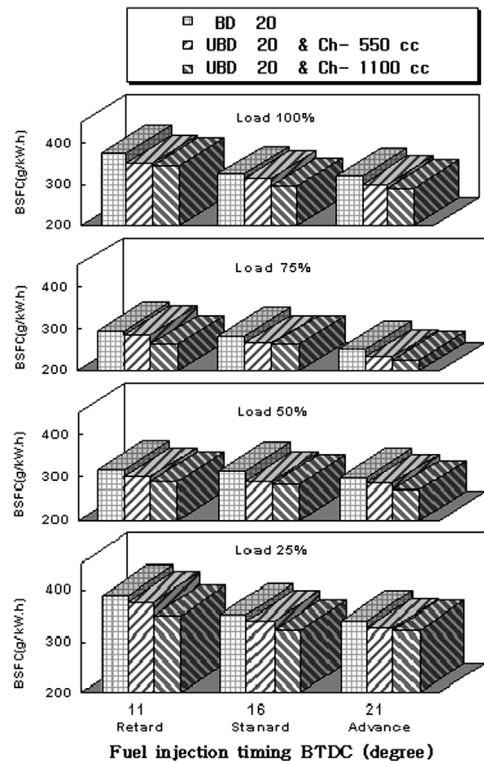 BD 20
UBD 20 & Ch- 550 cc
UBD 20 & Ch- 1100 cc
Load 100%
BSFC(g/kW.h)
400
300
200
Load 75%
BSFC(g/kW.h)
400
300
200
Load 50%
BSFC(g/kW.h)
400
300
200
Load 25%
BSFC(g/kW.h)
400
300
200
11 16 21
Retard Stanard Advance
Fuel injection timing BTDC (degree)